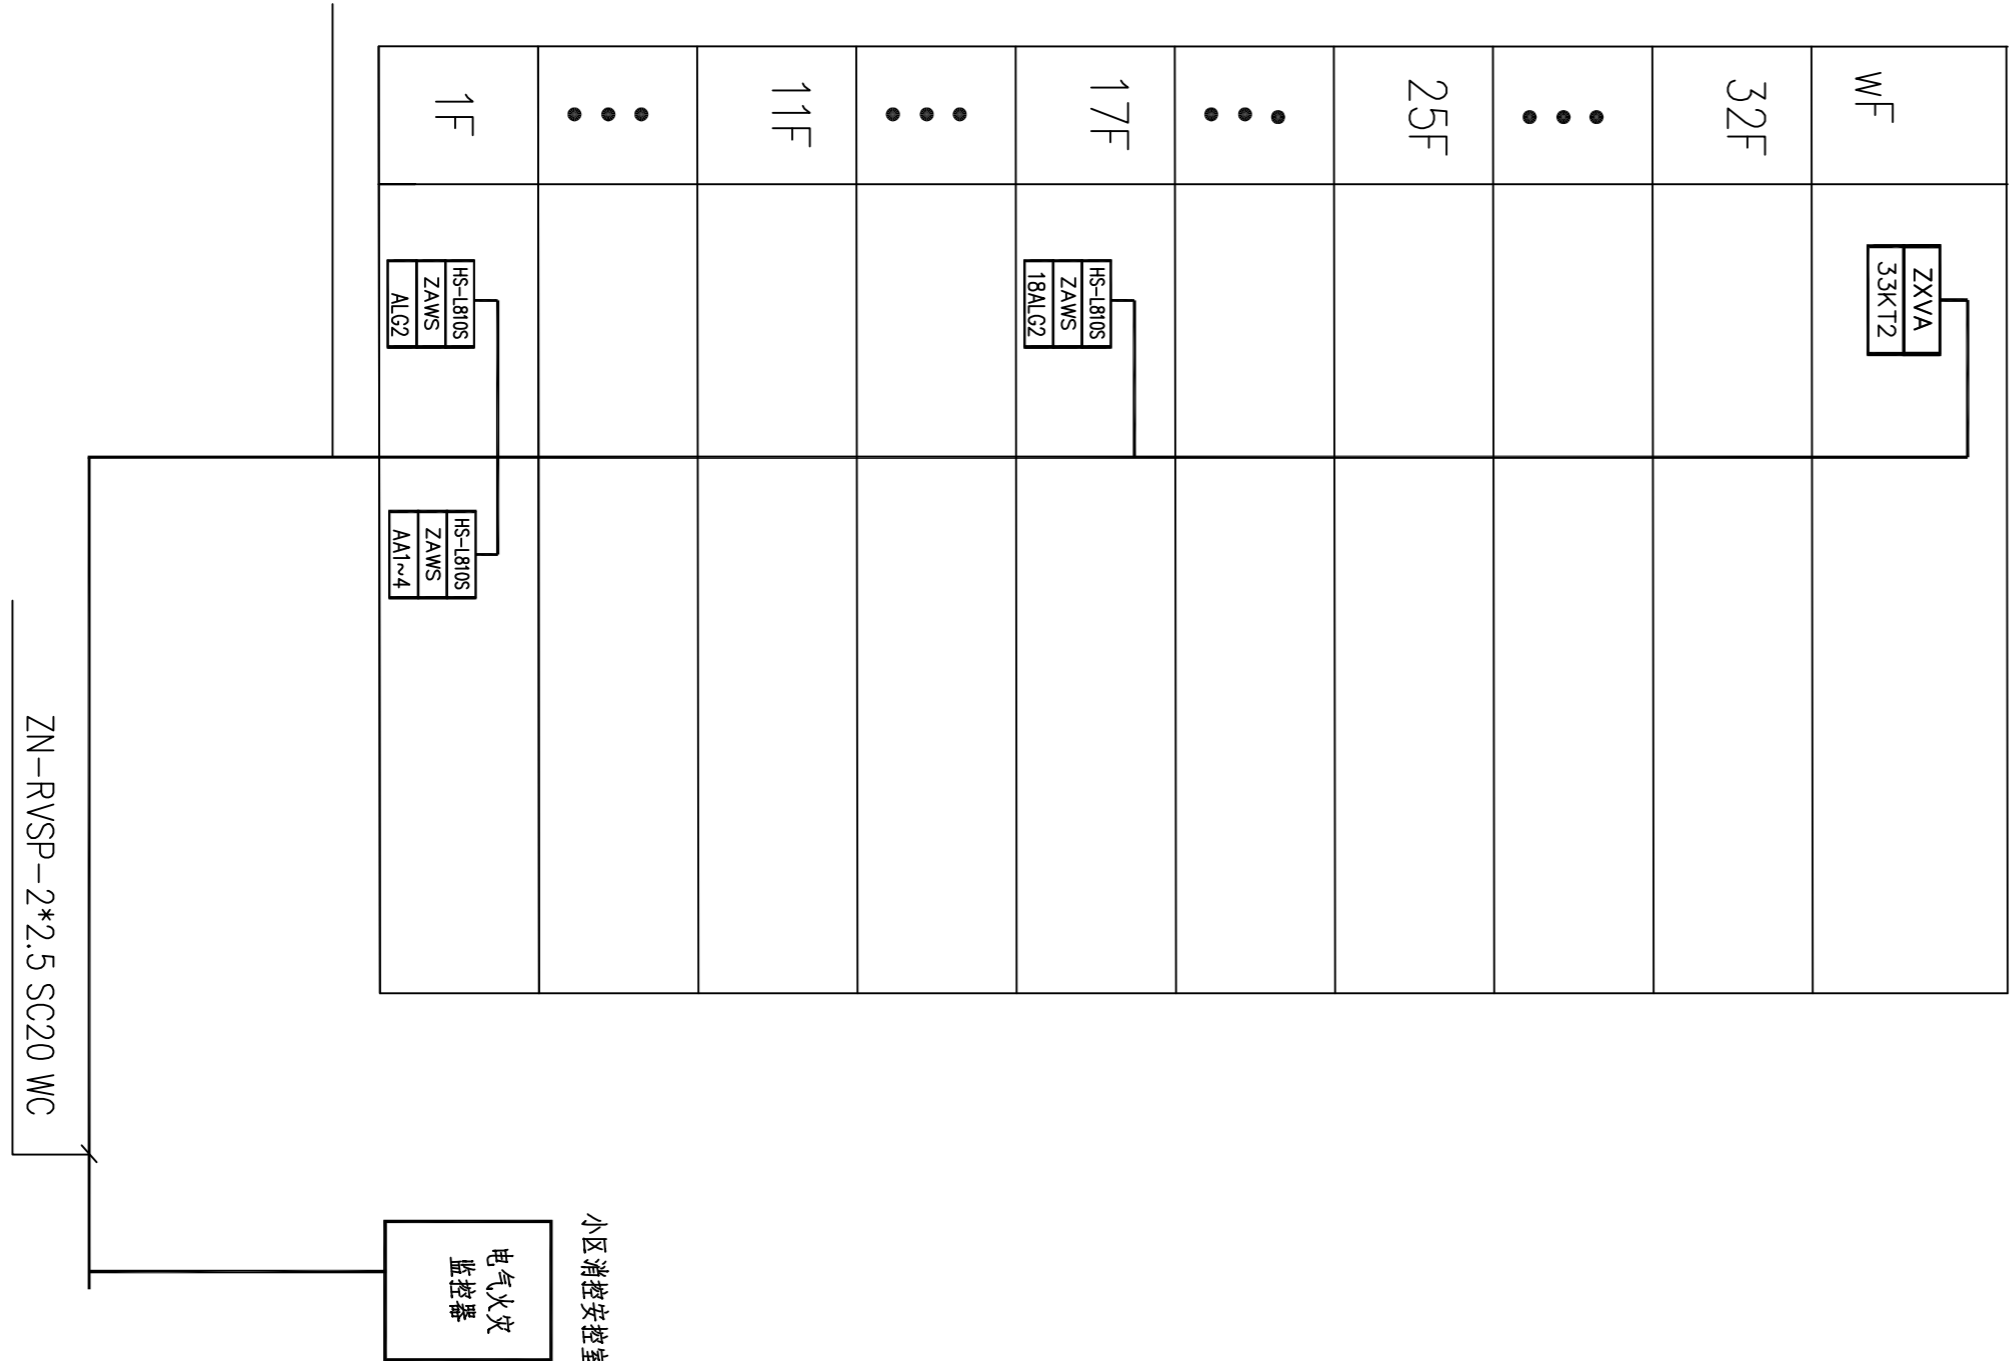 WF
ZXVA
33KT2
32F
•••
25F
•••
17F
HS-L810S
ZAWS
18ALG2
•••
11F
•••
1F
HS-L810S
ZAWS
ALG2
HS-L810S
ZAWS
AA1~4
小区消控安控室
电气火灾
监控器
ZN-RVSP-2*2.5 SC20 WC